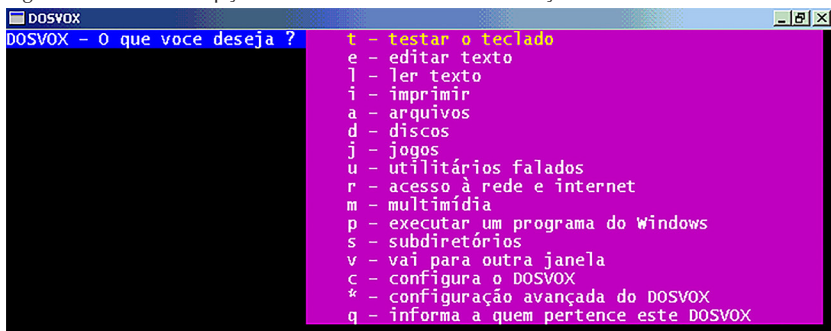 DOSVOX
DOSVOX - O que voce deseja ?
t - testar o teclado
e - editar texto
l - ler texto
i - imprimir
a - arquivos
d - discos
j - jogos
u - utilitários falados
r - acesso à rede e internet
m - multimídia
p - executar um programa do Windows
s - subdiretórios
v - vai para outra janela
c - configura o DOSVOX
* - configuração avançada do DOSVOX
q - informa a quem pertence este DOSVOX